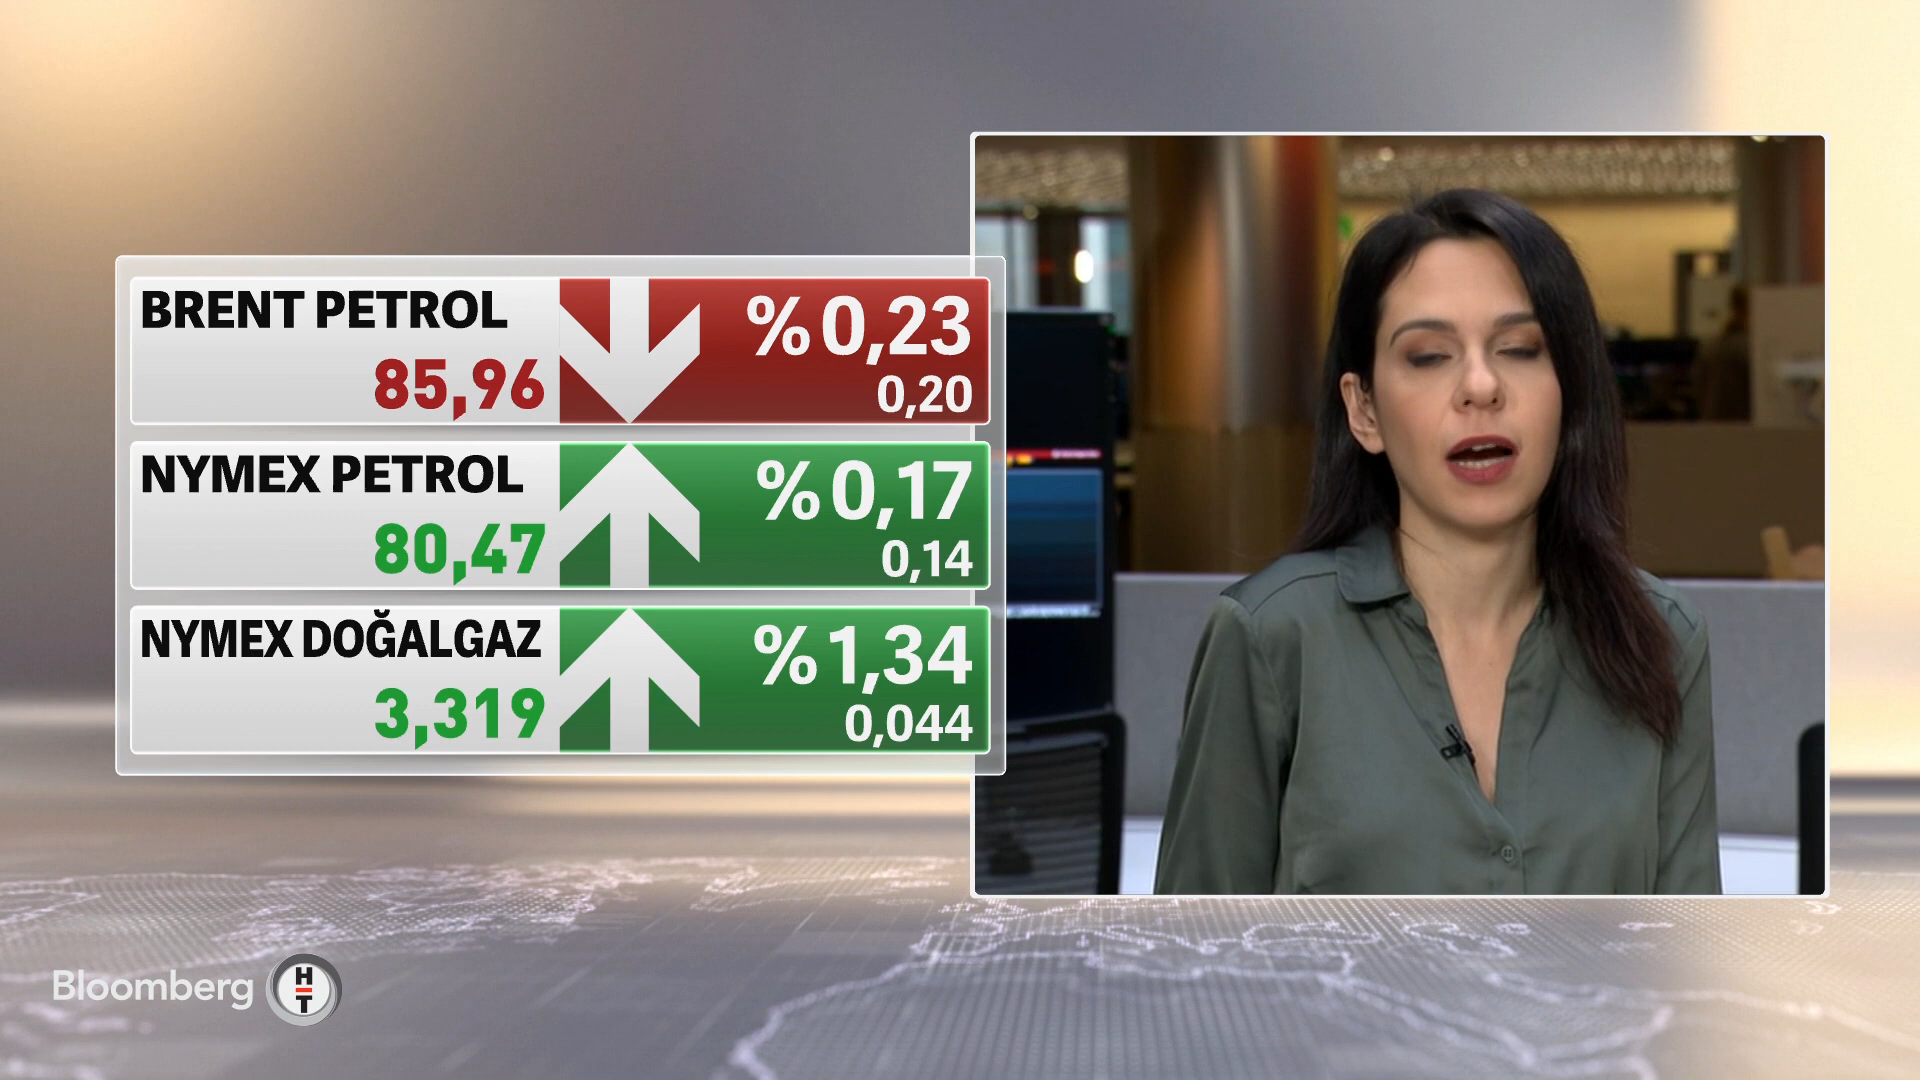 BRENT PETROL
85,96
%0,23
0,20
NYMEX PETROL
80,47
%0,17
0,14
NYMEX DOĞALGAZ
3,319
%1,34
0,044
Bloomberg HT